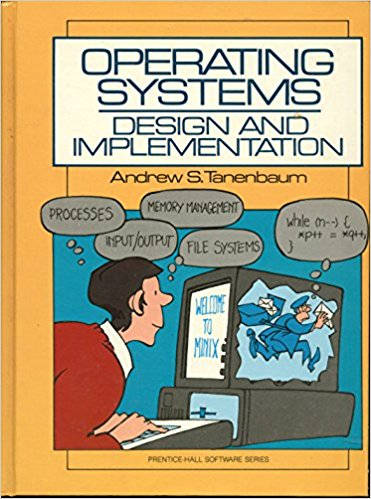 OPERATING
SYSTEMS
DESIGN AND
IMPLEMENTATION
Andrew S. Tanenbaum
PROCESSES
MEMORY MANAGEMENT
INPUT/OUTPUT
FILE SYSTEMS
while (n--) {
*p++ = *q++;
}
WELCOME
TO
MINIX
PRENTICE-HALL SOFTWARE SERIES